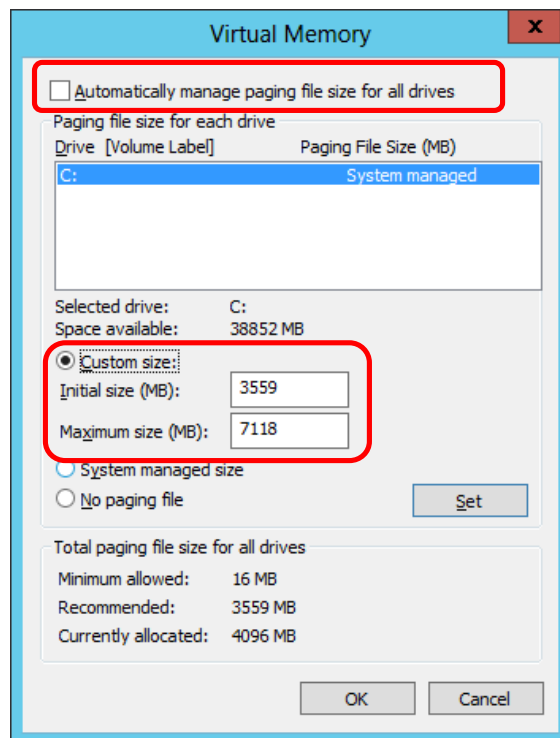 Virtual Memory
x
Automatically manage paging file size for all drives
Paging file size for each drive
Drive [Volume Label] Paging File Size (MB)
C: System managed
Selected drive: C:
Space available: 38852 MB
Custom size:
Initial size (MB): 3559
Maximum size (MB): 7118
System managed size
No paging file Set
Total paging file size for all drives
Minimum allowed: 16 MB
Recommended: 3559 MB
Currently allocated: 4096 MB
OK Cancel